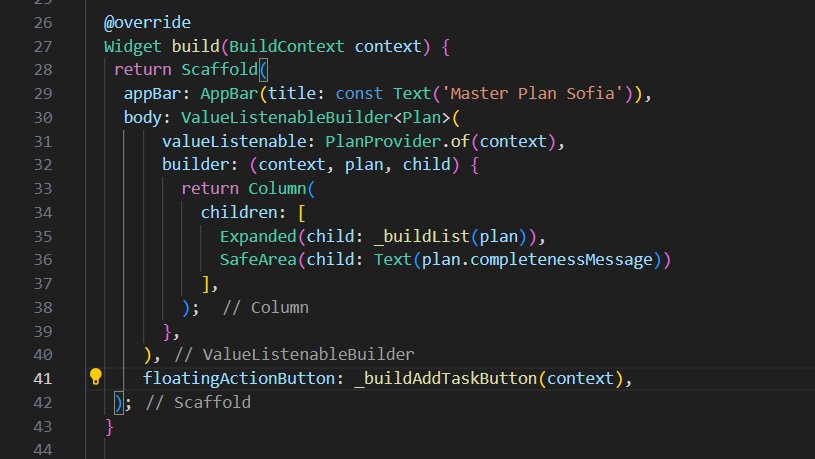 25
26 @override
27 Widget build(BuildContext context) {
28 return Scaffold(
29 appBar: AppBar(title: const Text('Master Plan Sofia')),
30 body: ValueListenableBuilder<Plan>(
31 valueListenable: PlanProvider.of(context),
32 builder: (context, plan, child) {
33 return Column(
34 children: [
35 Expanded(child: _buildList(plan)),
36 SafeArea(child: Text(plan.completenessMessage))
37 ],
38 ); // Column
39 },
40 ), // ValueListenableBuilder
41 floatingActionButton: _buildAddTaskButton(context),
42 ); // Scaffold
43 }
44